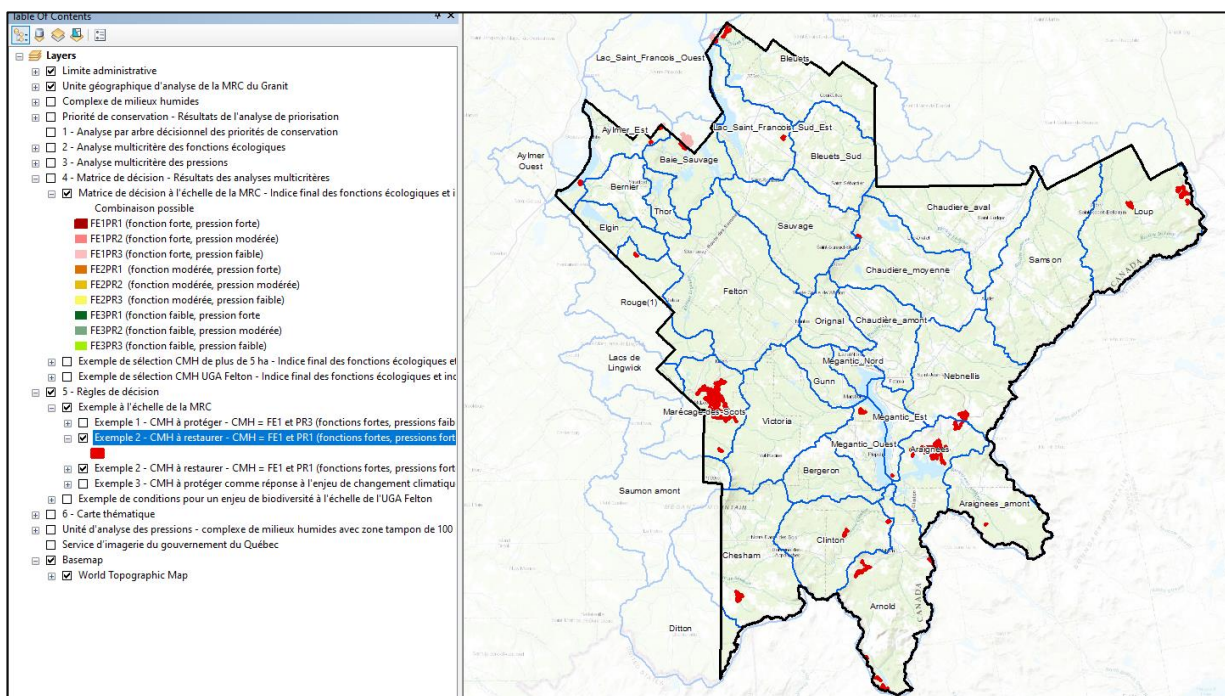 Table Of Contents
Layers
Limite administrative
Unite géographique d'analyse de la MRC du Granit
Complexe de milieux humides
Priorité de conservation - Résultats de l'analyse de priorisation
1 - Analyse par arbre décisionnel des priorités de conservation
2 - Analyse multicritère des fonctions écologiques
3 - Analyse multicritère des pressions
4 - Matrice de décision - Résultats des analyses multicritères
Matrice de décision à l'échelle de la MRC - Indice final des fonctions écologiques et i
Combinaison possible
FE1PR1 (fonction forte, pression forte)
FE1PR2 (fonction forte, pression modérée)
FE1PR3 (fonction forte, pression faible)
FE2PR1 (fonction modérée, pression forte)
FE2PR2 (fonction modérée, pression modérée)
FE2PR3 (fonction modérée, pression faible)
FE3PR1 (fonction faible, pression forte
FE3PR2 (fonction faible, pression modérée)
FE3PR3 (fonction faible, pression faible)
Exemple de sélection CMH de plus de 5 ha - Indice final des fonctions écologiques et
Exemple de sélection CMH UGA Felton - Indice final des fonctions écologiques et inc
5 - Règles de décision
Exemple à l'échelle de la MRC
Exemple 1 - CMH à protéger - CMH = FE1 et PR3 (fonctions fortes, pressions faib
Exemple 2 - CMH à restaurer - CMH = FE1 et PR1 (fonctions fortes, pressions fort
Exemple 2 - CMH à restaurer - CMH = FE1 et PR1 (fonctions fortes, pressions fort
Exemple 3 - CMH à protéger comme réponse à l'enjeu de changement climatiqu
Exemple de conditions pour un enjeu de biodiversité à l'échelle de l'UGA Felton
6 - Carte thématique
Unité d'analyse des pressions - complexe de milieux humides avec zone tampon de 100
Service d'imagerie du gouvernement du Québec
Basemap
World Topographic Map
Lac_Saint_Francois_Ouest
Bleuets
Aylmer_Est
Lac_Saint_François_Sud_Est
Aylmer
Ouest
Baie_Sauvage
Bleuets_Sud
Bernier
Thor
Chaudiere_aval
Loup
Elgin
Sauvage
Samson
CANADA
Chaudière_moyenne
Felton
Rouge(1)
Orignal
Chaudière_amont
Lacs de
Lingwick
Mégantic_Nord
Gunn
Nebnellis
Marécage-des-Scots
Victoria
Mégantic_Est
Mégantic_Ouest
Araignées
Bergeron
Saumon amont
Araignees_amont
Clinton
Chesham
Arnold
CANADA
Ditton